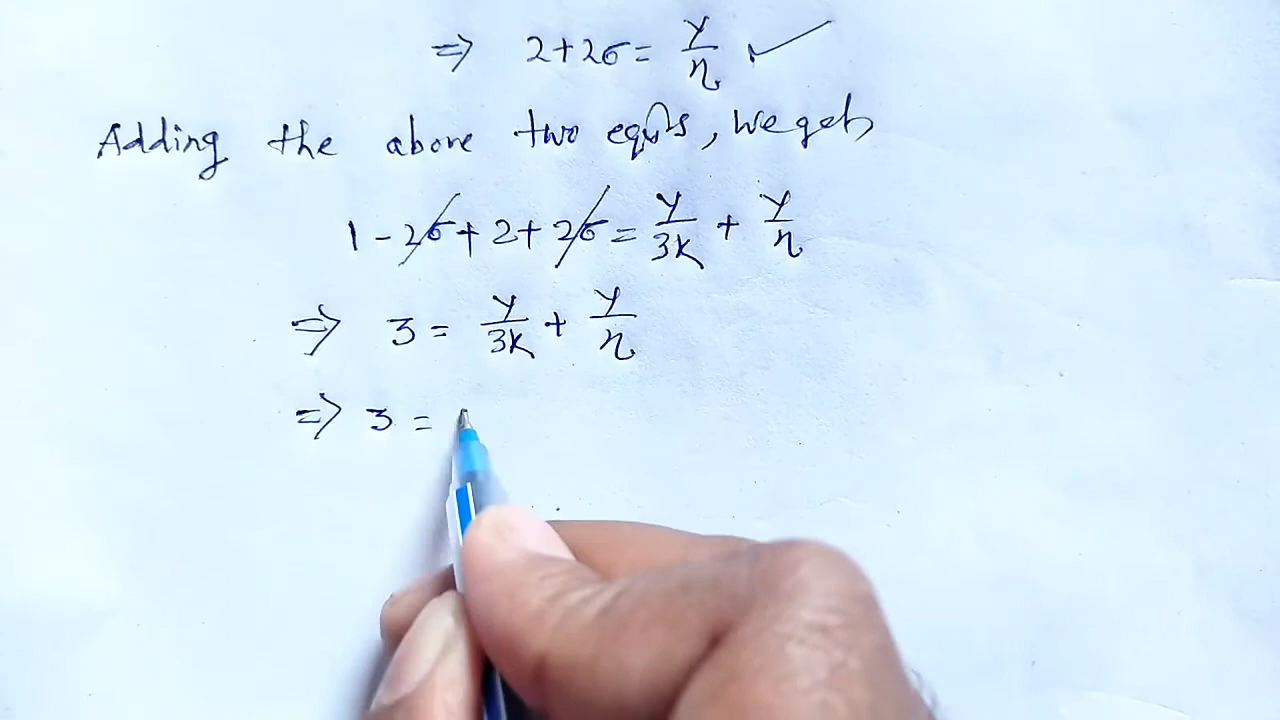 ⇒ 2+2σ = Y/η ✓
Adding the above two eqns, we get,
1 - 2σ + 2 + 2σ = Y/3K + Y/η
⇒ 3 = Y/3K + Y/η
⇒ 3 =